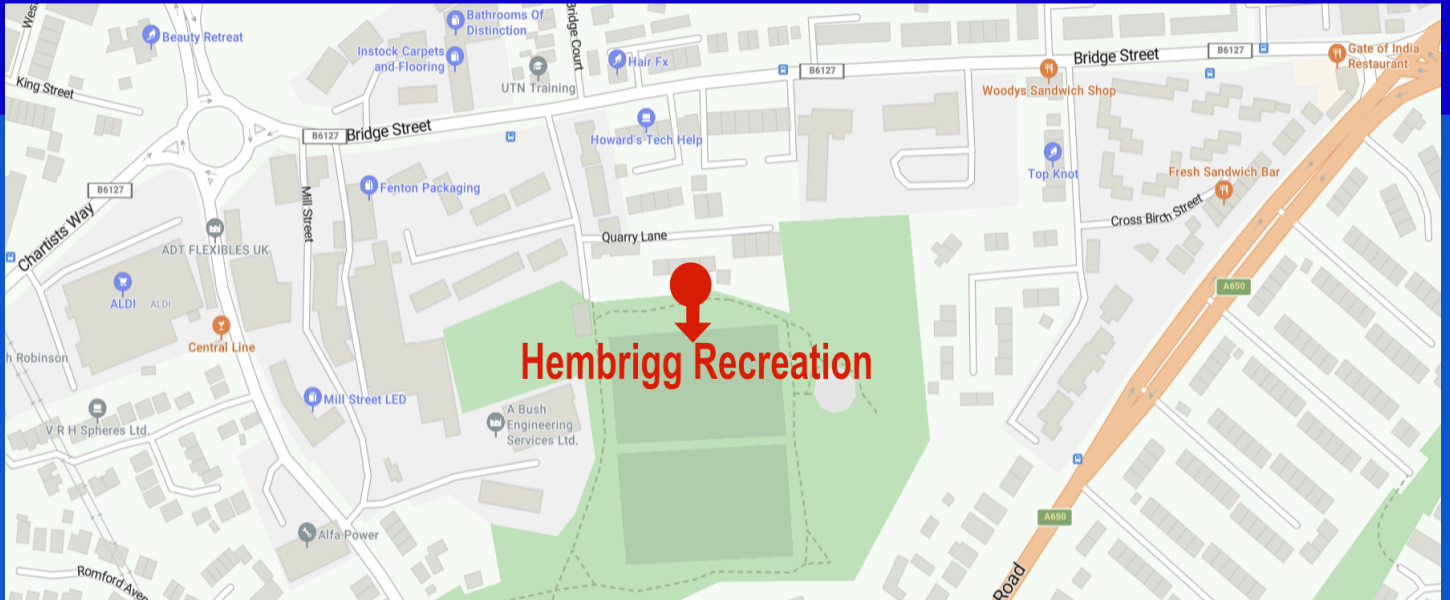 Wes
Beauty Retreat
King Street
Bathrooms Of
Distinction
Instock Carpets
and Flooring
UTN Training
Bridge Court
Hair Fx
B6127
Bridge Street
B6127
Gate of India
Restaurant
Woodys Sandwich Shop
B6127
Bridge Street
Howard's Tech Help
Top Knot
Fresh Sandwich Bar
Cross Birch Street
B6127
Chartists Way
Mill Street
Fenton Packaging
ADT FLEXIBLES UK
Quarry Lane
ALDI
ALDI
A650
Central Line
h Robinson
Hembrigg Recreation
Mill Street LED
V R H Spheres Ltd.
A Bush
Engineering
Services Ltd.
Alfa Power
A650
Romford Ave
Road